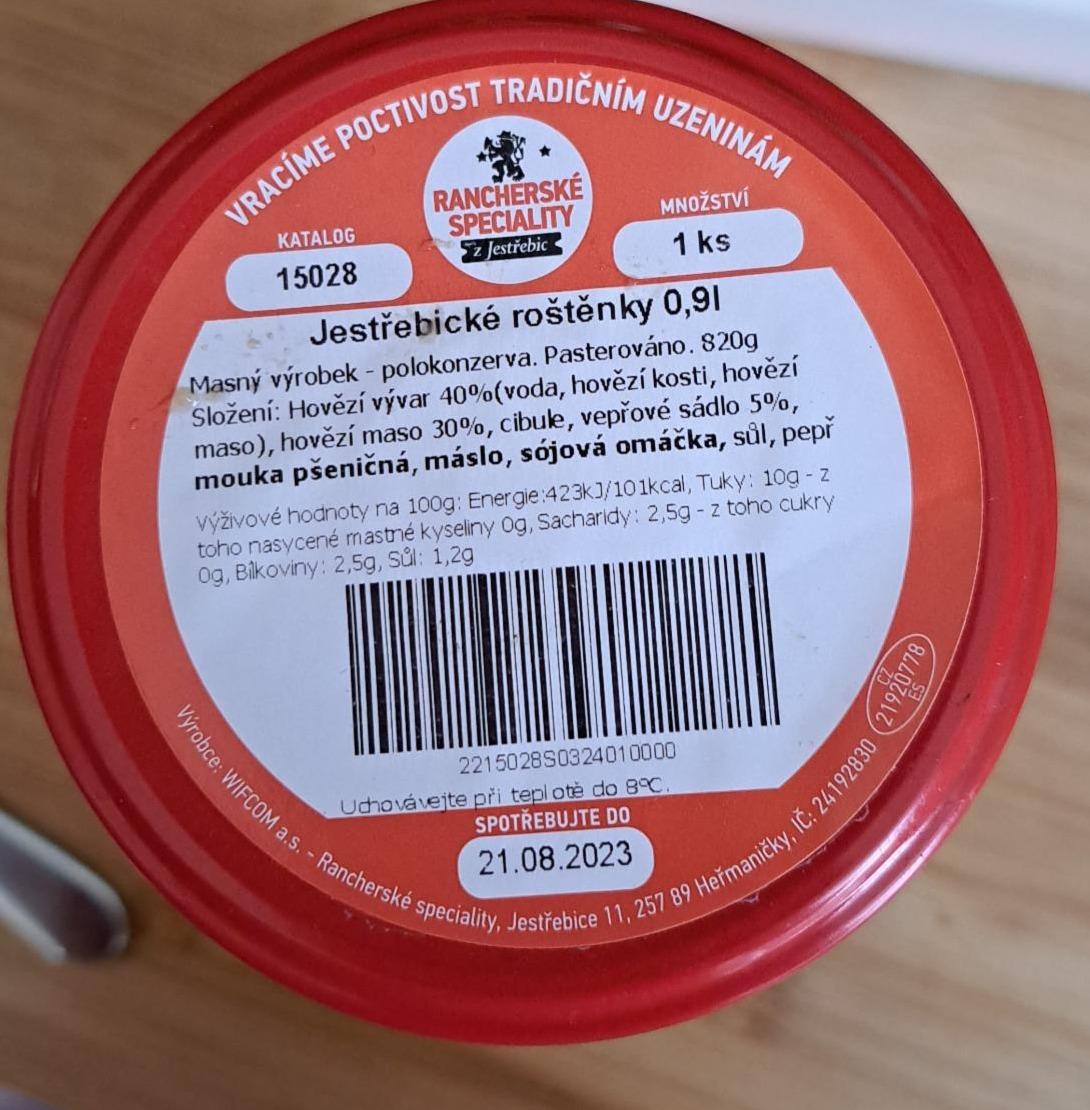 VRACÍME POCTIVOST TRADIČNÍM UZENINÁM
RANCHERSKÉ
SPECIALITY
z Jestřebic
KATALOG
15028
MNOŽSTVÍ
1 ks
Jestřebické roštěnky 0,9l
Masný výrobek - polokonzerva. Pasterováno. 820g
Složení: Hovězí vývar 40%(voda, hovězí kosti, hovězí
maso), hovězí maso 30%, cibule, vepřové sádlo 5%,
mouka pšeničná, máslo, sójová omáčka, sůl, pepř
Výživové hodnoty na 100g: Energie:423kJ/101kcal, Tuky: 10g - z
toho nasycené mastné kyseliny 0g, Sacharidy: 2,5g - z toho cukry
0g, Bílkoviny: 2,5g, Sůl: 1,2g
2215028S0324010000
Uchovávejte při teplotě do 8°C.
SPOTŘEBUJTE DO
21.08.2023
Výrobce: WIFCOM a.s. - Rancherské speciality, Jestřebice 11, 257 89 Heřmaničky, IČ: 24192830
CZ
21920778
ES